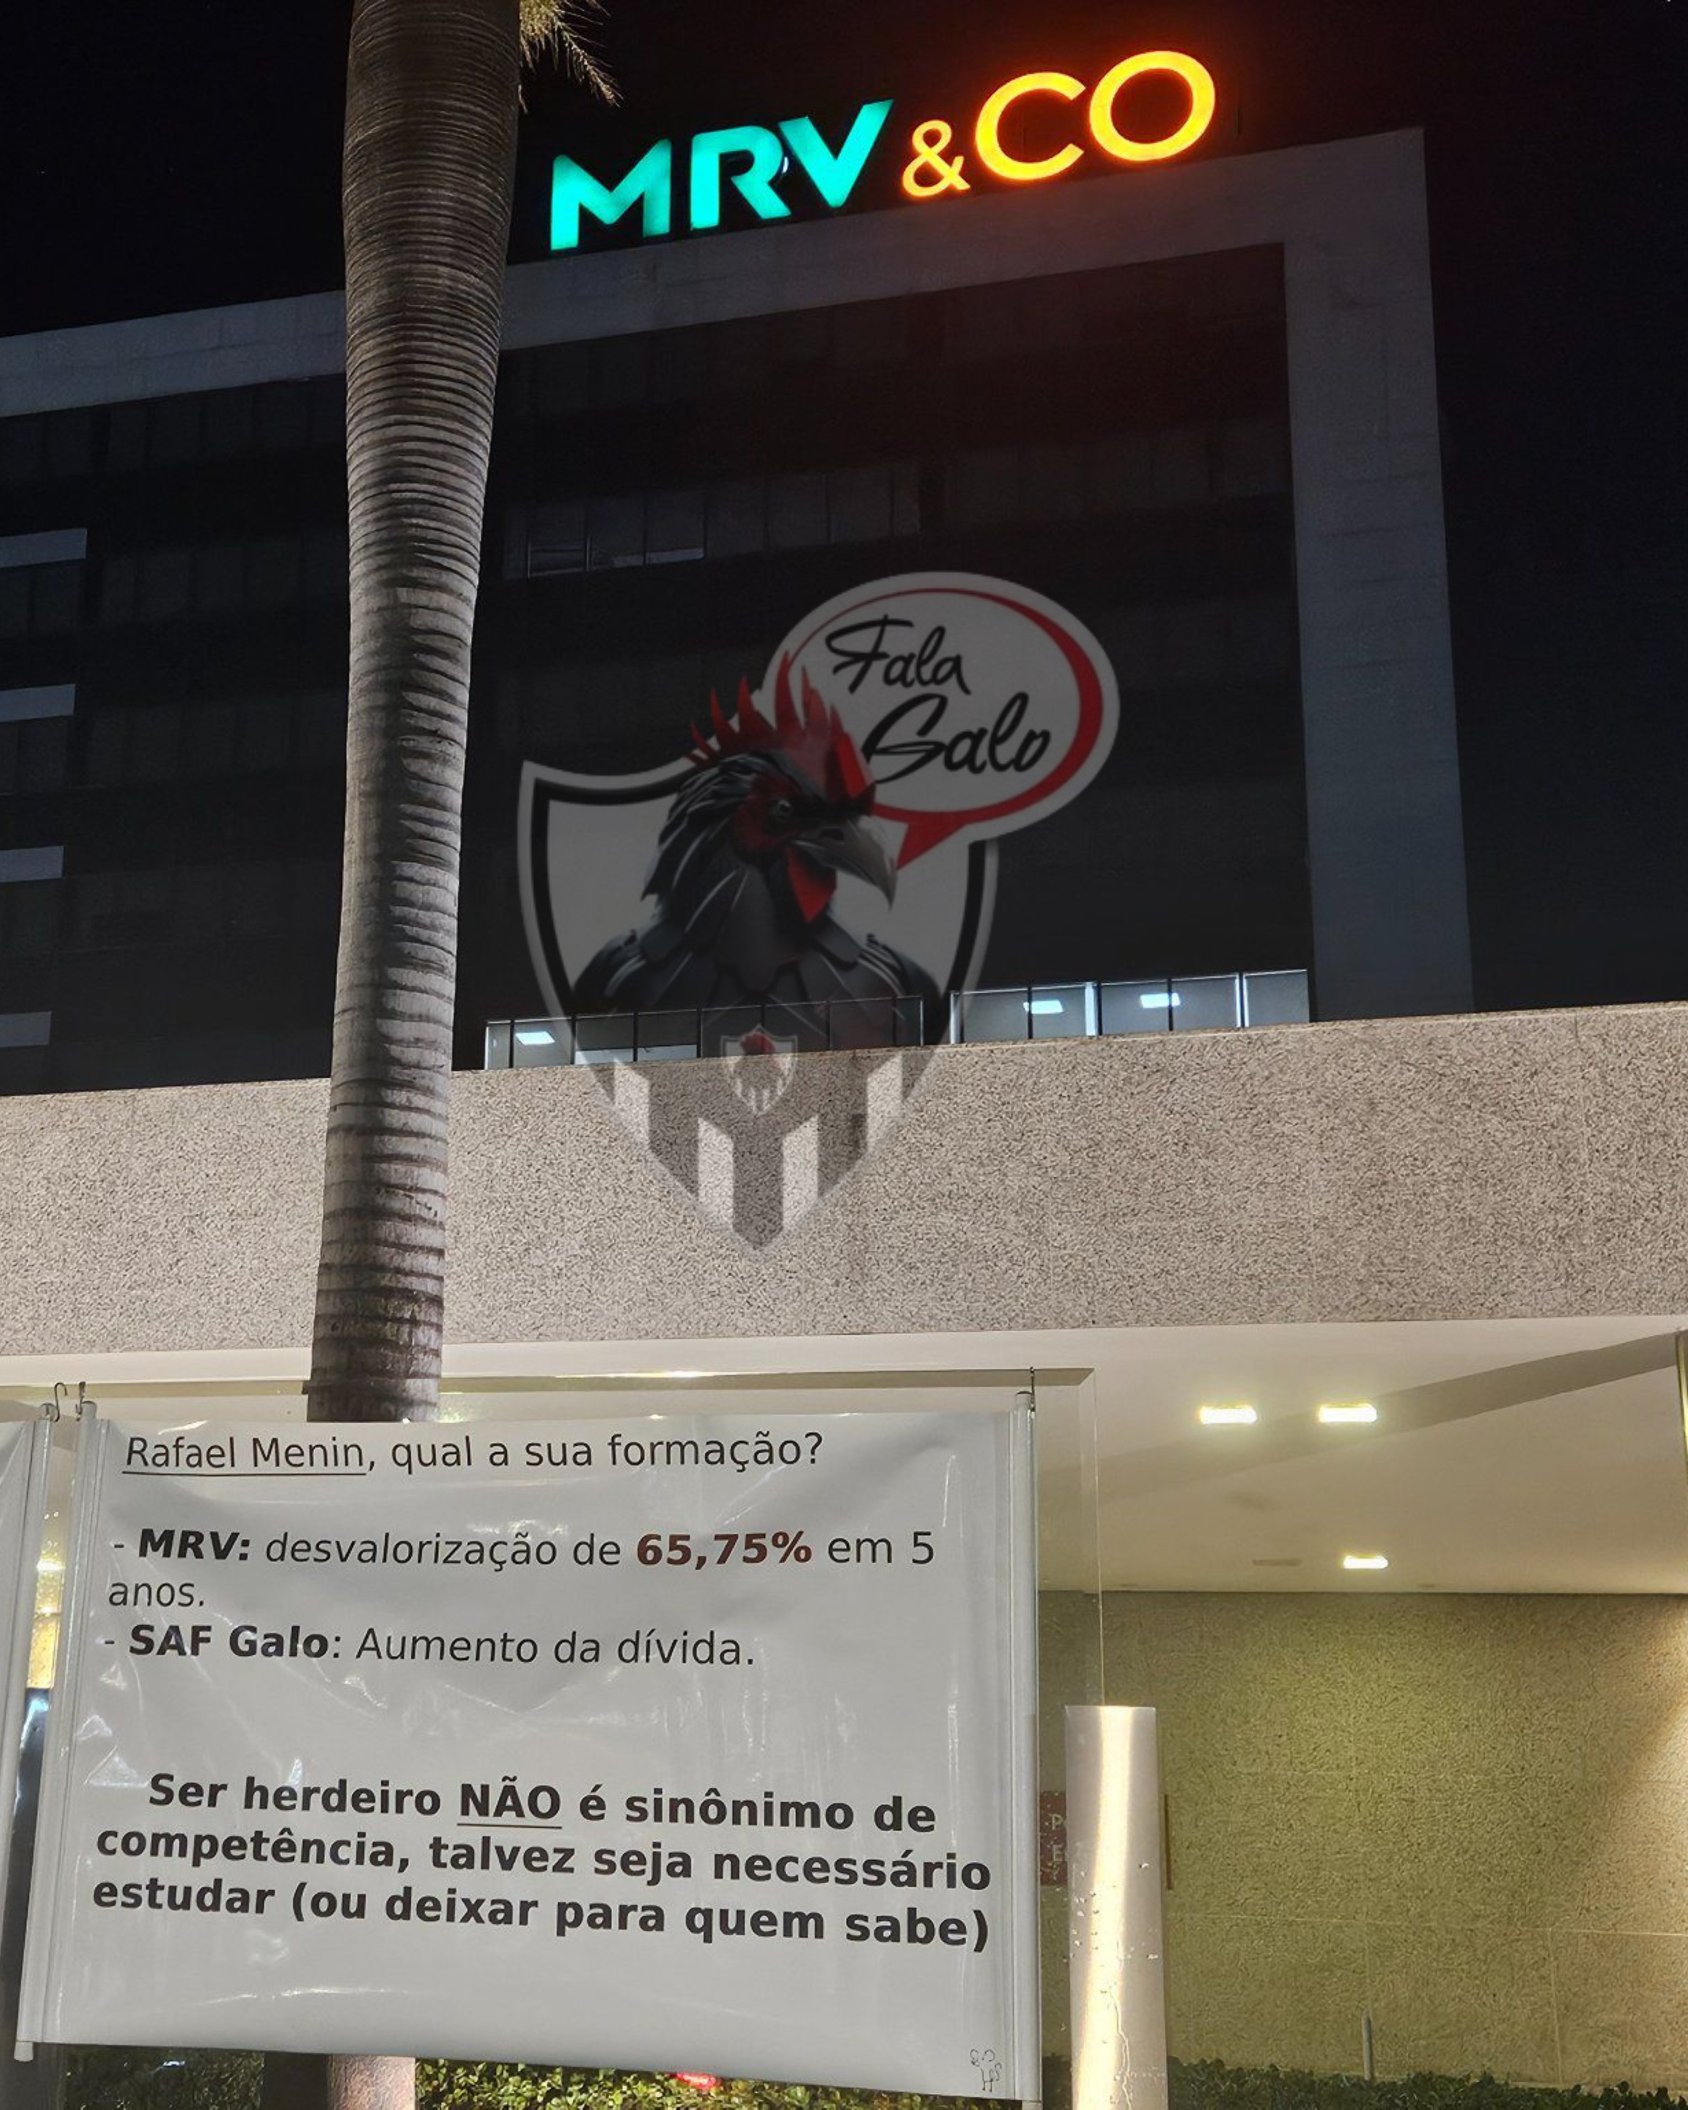 MRV &CO
Fala
Galo
Rafael Menin, qual a sua formação?
- MRV: desvalorização de 65,75% em 5
anos.
- SAF Galo: Aumento da dívida.
Ser herdeiro NÃO é sinônimo de
competência, talvez seja necessário
estudar (ou deixar para quem sabe)